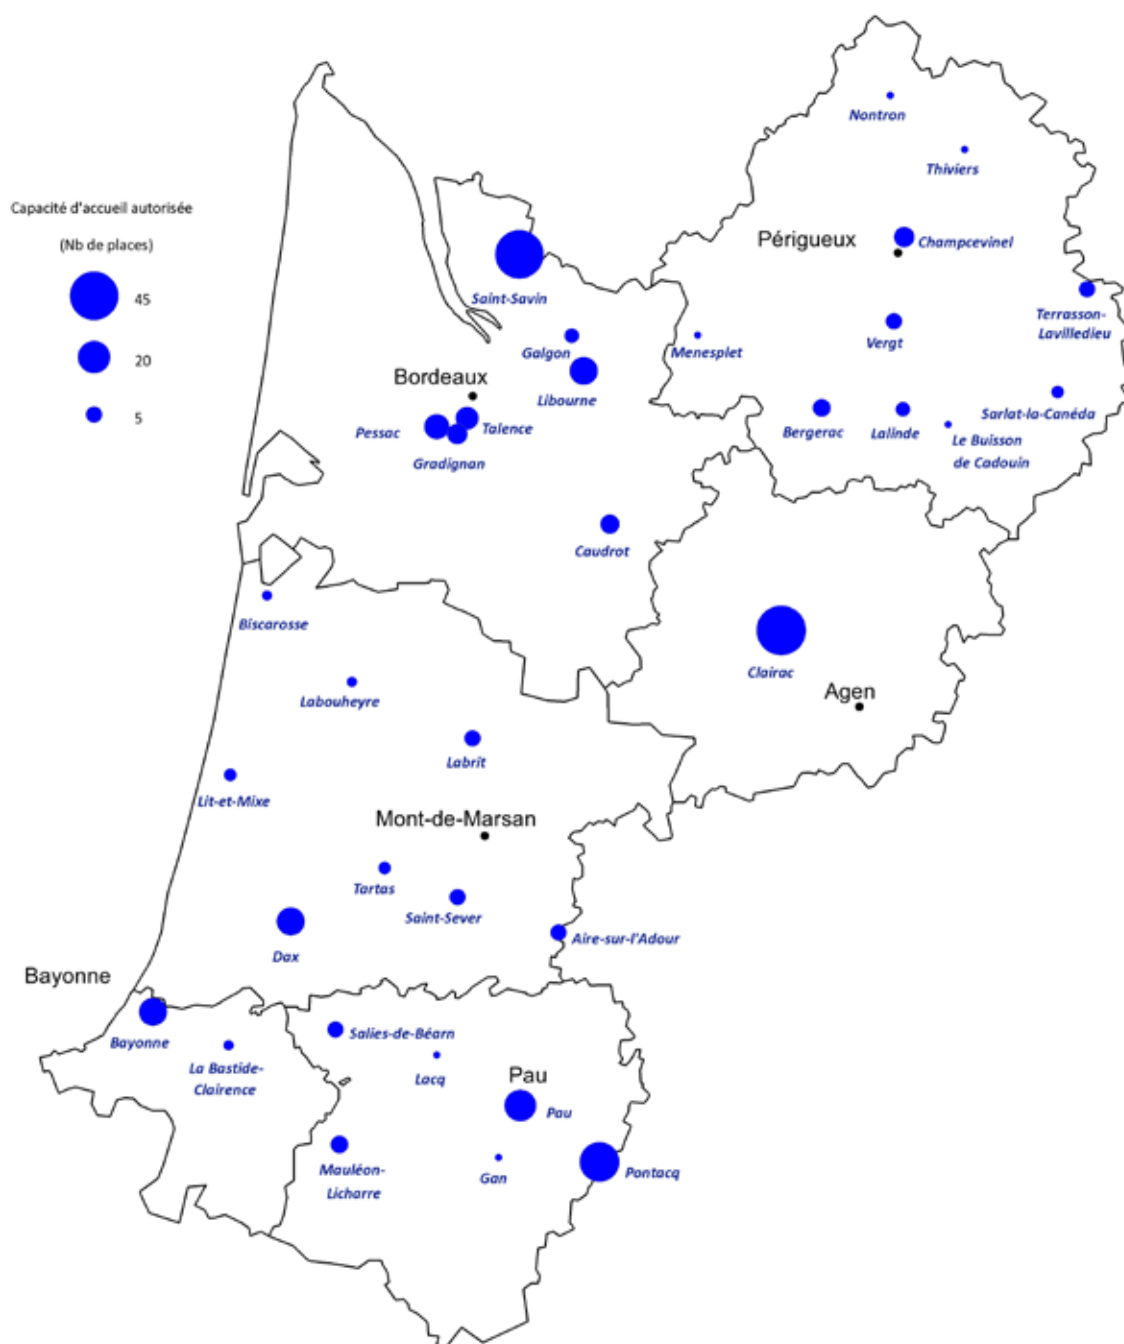 Nontron
Thiviers
Capacité d'accueil autorisée
(Nb de places)
45
20
5
Périgueux
Champcevinel
Saint-Savin
Terrasson-
Lavilledieu
Vergt
Menesplet
Galgon
Bordeaux
Libourne
Pessac
Talence
Gradignan
Bergerac
Lalinde
Sarlat-la-Canéda
Le Buisson
de Cadouin
Caudrot
Biscarosse
Clairac
Agen
Labouheyre
Labrit
Lit-et-Mixe
Mont-de-Marsan
Tartas
Saint-Sever
Dax
Aire-sur-l'Adour
Bayonne
Bayonne
La Bastide-
Clairence
Salies-de-Béarn
Lacq
Pau
Pau
Mauléon-
Licharre
Gan
Pontacq